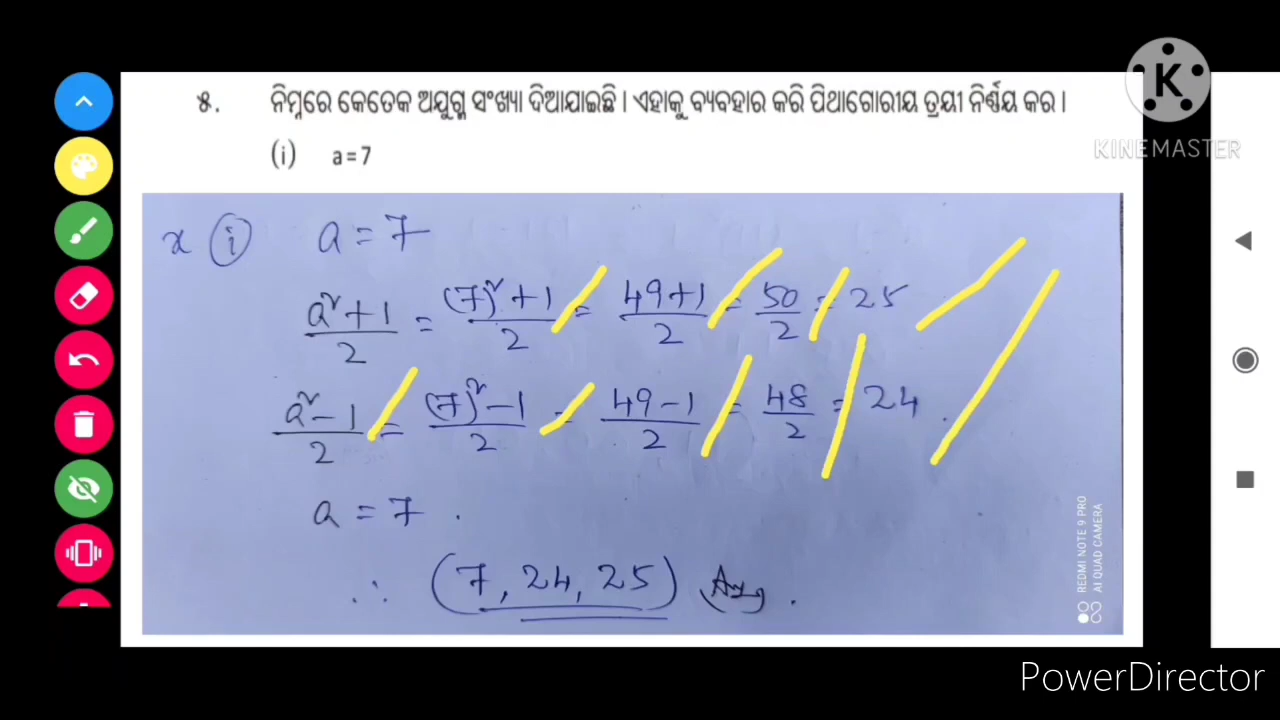 ୫. ନିମ୍ନରେ କେତେକ ଅଯୁଗ୍ମ ସଂଖ୍ୟା ଦିଆଯାଇଛି । ଏହାକୁ ବ୍ୟବହାର କରି ପିଥାଗୋରୀୟ ତ୍ରୟୀ ନିର୍ଣ୍ଣୟ କର ।
K
KINEMASTER
(i) a = 7
x (i) a = 7
a²+1/2 = (7)²+1/2 = 49+1/2 = 50/2 = 25
a²-1/2 = (7)²-1/2 = 49-1/2 = 48/2 = 24
a = 7 .
∴ (7, 24, 25) Ans.
REDMI NOTE 9 PRO
AI QUAD CAMERA
PowerDirector